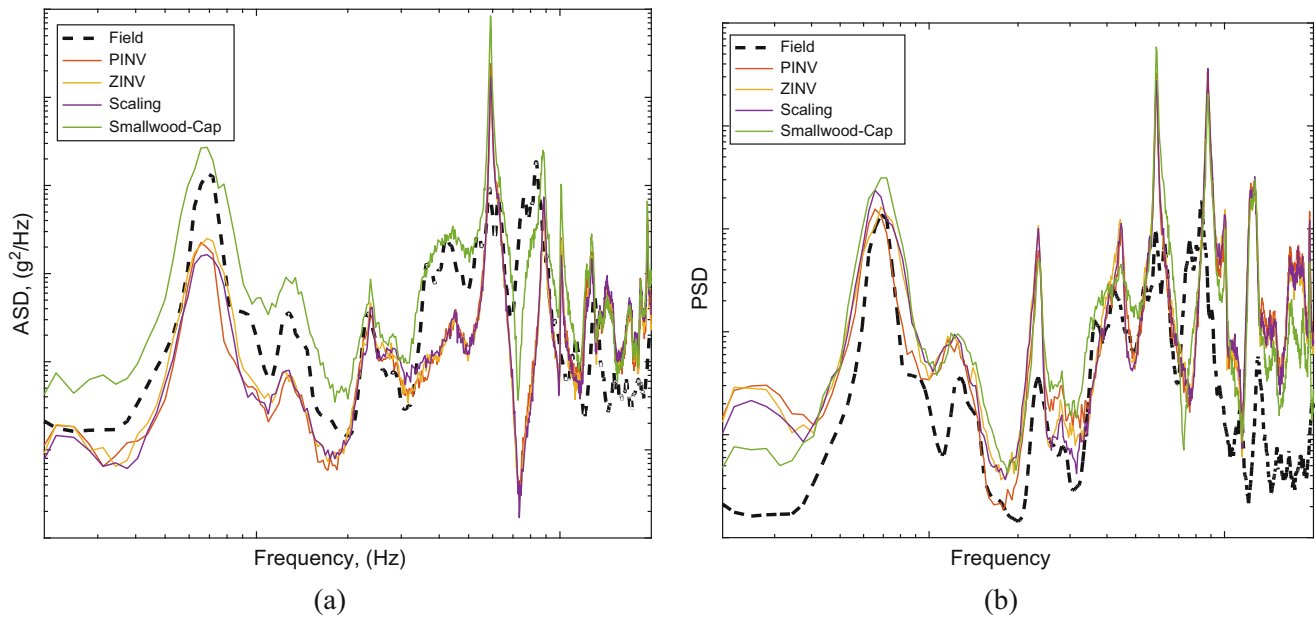 Field
PINV
ZINV
Scaling
Smallwood-Cap
ASD, (g²/Hz)
Frequency, (Hz)
(a)
Field
PINV
ZINV
Scaling
Smallwood-Cap
PSD
Frequency
(b)